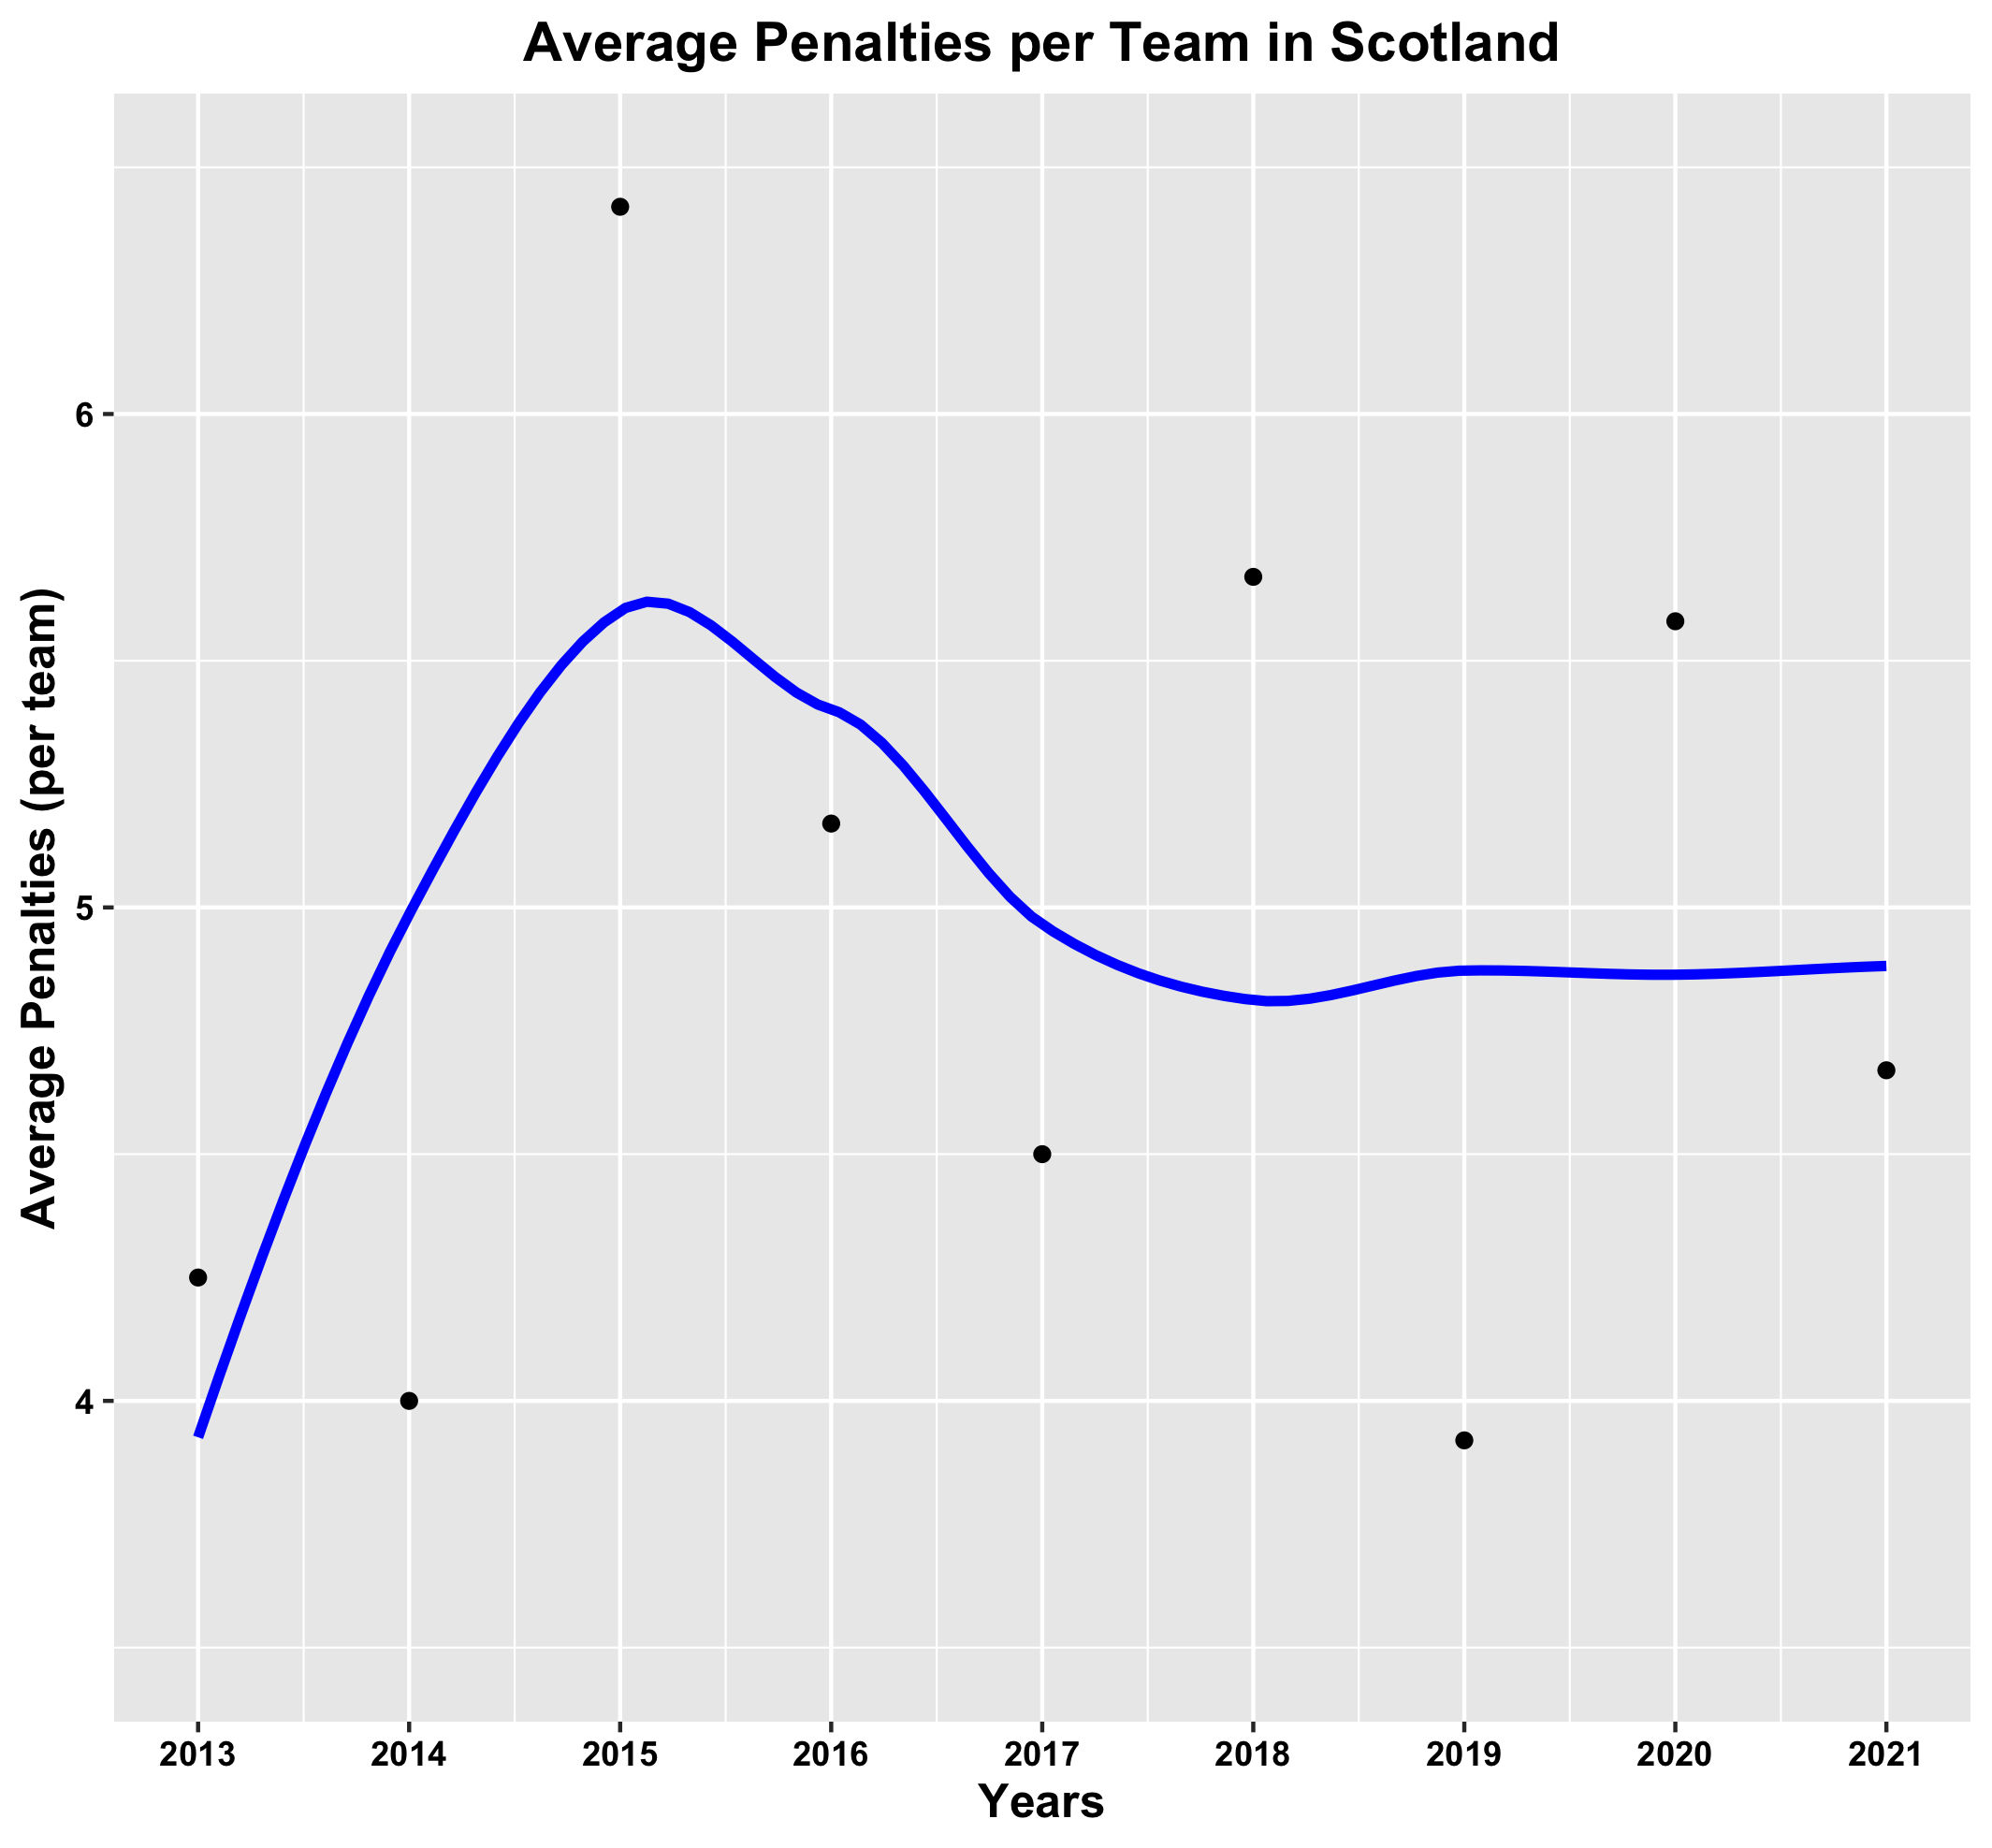 Average Penalties per Team in Scotland
Average Penalties (per team)
6
5
4
2013 2014 2015 2016 2017 2018 2019 2020 2021
Years